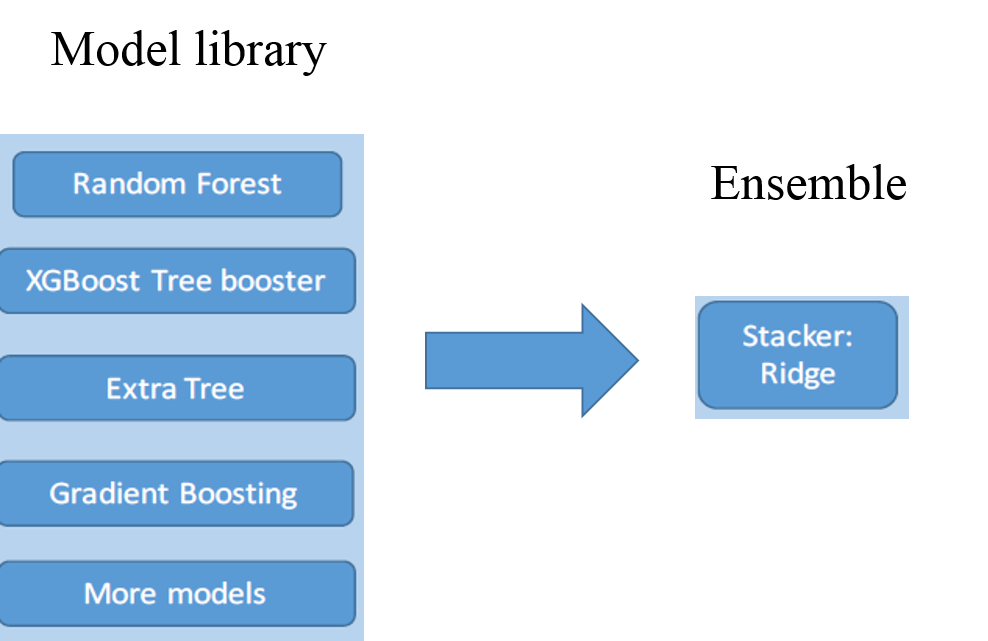 Model library
Random Forest
XGBoost Tree booster
Extra Tree
Gradient Boosting
More models
Ensemble
Stacker:
Ridge